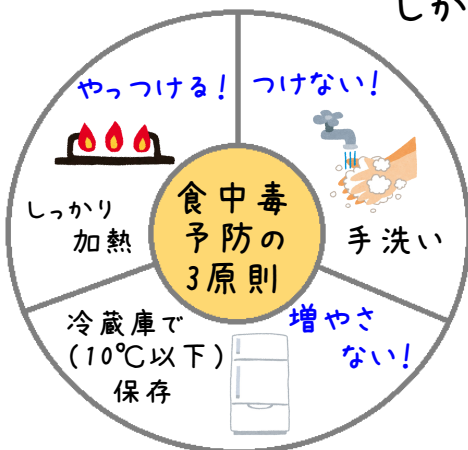 しか
やっつける！
つけない！
しっかり
加熱
食中毒
予防の
3原則
手洗い
冷蔵庫で
(10℃以下)
保存
増やさ
ない！